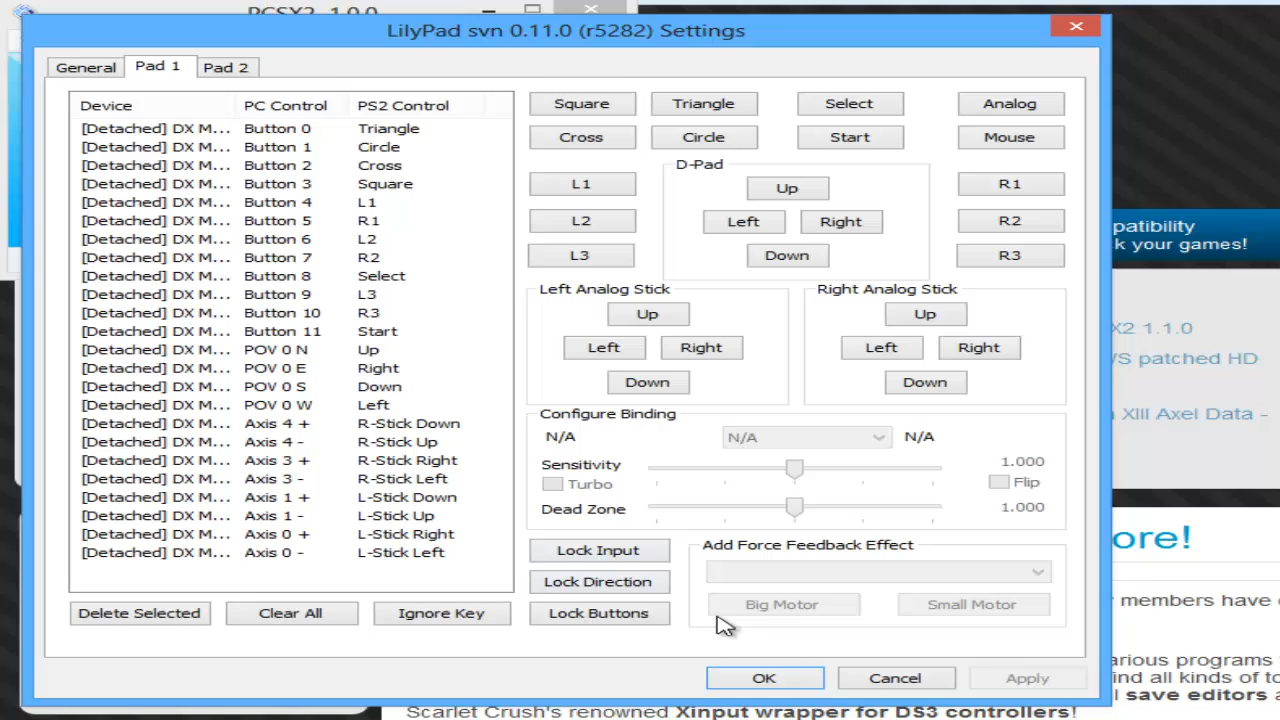 PCSX2 1.0.0
LilyPad svn 0.11.0 (r5282) Settings
General
Pad 1
Pad 2
Device PC Control PS2 Control
[Detached] DX M... Button 0 Triangle
[Detached] DX M... Button 1 Circle
[Detached] DX M... Button 2 Cross
[Detached] DX M... Button 3 Square
[Detached] DX M... Button 4 L1
[Detached] DX M... Button 5 R1
[Detached] DX M... Button 6 L2
[Detached] DX M... Button 7 R2
[Detached] DX M... Button 8 Select
[Detached] DX M... Button 9 L3
[Detached] DX M... Button 10 R3
[Detached] DX M... Button 11 Start
[Detached] DX M... POV 0 N Up
[Detached] DX M... POV 0 E Right
[Detached] DX M... POV 0 S Down
[Detached] DX M... POV 0 W Left
[Detached] DX M... Axis 4 + R-Stick Down
[Detached] DX M... Axis 4 - R-Stick Up
[Detached] DX M... Axis 3 + R-Stick Right
[Detached] DX M... Axis 3 - R-Stick Left
[Detached] DX M... Axis 1 + L-Stick Down
[Detached] DX M... Axis 1 - L-Stick Up
[Detached] DX M... Axis 0 + L-Stick Right
[Detached] DX M... Axis 0 - L-Stick Left
Delete Selected
Clear All
Ignore Key
Square
Triangle
Select
Analog
Cross
Circle
Start
Mouse
D-Pad
L1
Up
R1
L2
Left
Right
R2
L3
Down
R3
Left Analog Stick
Up
Left
Right
Down
Right Analog Stick
Up
Left
Right
Down
Configure Binding
N/A
N/A
N/A
Sensitivity
1.000
Turbo
Flip
Dead Zone
1.000
Lock Input
Lock Direction
Lock Buttons
Add Force Feedback Effect
Big Motor
Small Motor
OK
Cancel
Apply
patibility
k your games!
X2 1.1.0
/S patched HD
XIII Axel Data -
ore!
members have
arious programs
ind all kinds of to
save editors a
Scarlet Crush's renowned Xinput wrapper for DS3 controllers!